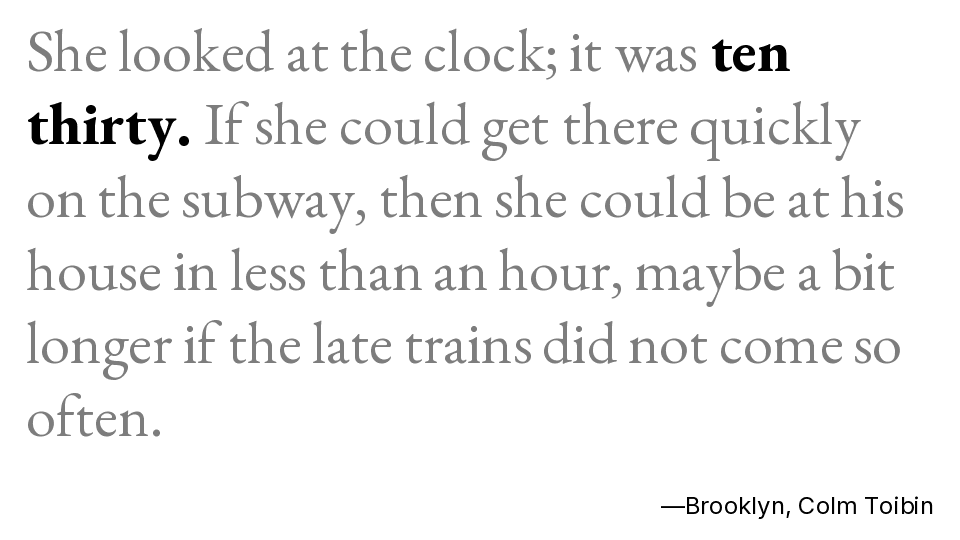 She looked at the clock; it was ten
thirty. If she could get there quickly
on the subway, then she could be at his
house in less than an hour, maybe a bit
longer if the late trains did not come so
often.
—Brooklyn, Colm Toibin